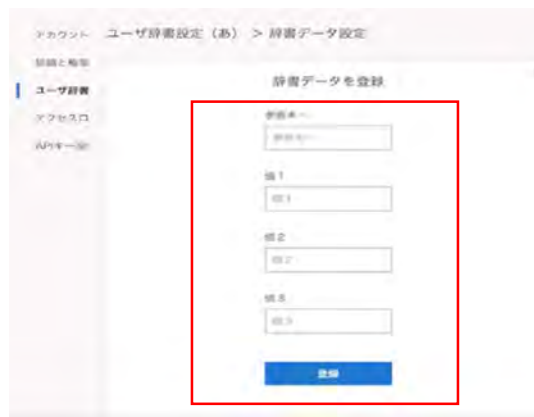 アカウント
ユーザ辞書設定（あ） > 辞書データ設定
ユーザ辞書
辞書データを登録
参照キー
参照キー
値1
値1
値2
値2
値3
値3
登録